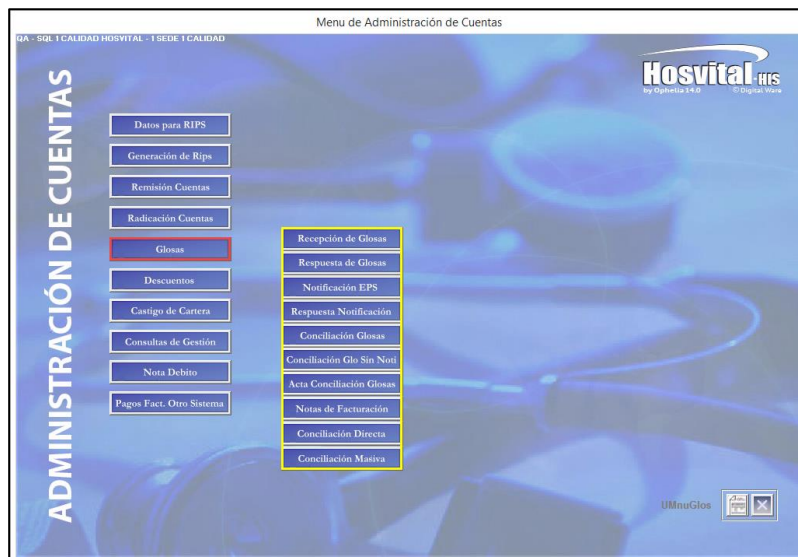 Menu de Administración de Cuentas
QA - SQL 1 CALIDAD HOSVITAL - 1 SEDE 1 CALIDAD
Hosvital-HIS
by Ophelia 14.0 © Digital Ware
ADMINISTRACIÓN DE CUENTAS
Datos para RIPS
Generación de Rips
Remisión Cuentas
Radicación Cuentas
Glosas
Descuentos
Castigo de Cartera
Consultas de Gestión
Nota Debito
Pagos Fact. Otro Sistema
Recepción de Glosas
Respuesta de Glosas
Notificación EPS
Respuesta Notificación
Conciliación Glosas
Conciliación Glo Sin Noti
Acta Conciliación Glosas
Notas de Facturación
Conciliación Directa
Conciliación Masiva
UMnuGlos